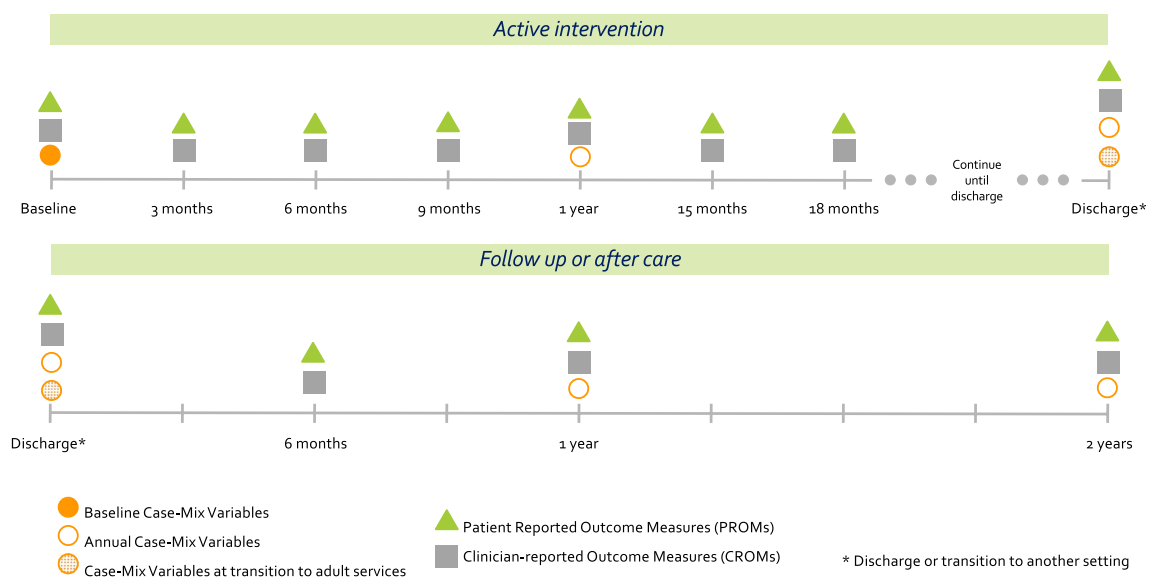 Active intervention
Continue
until
discharge
Baseline
3 months
6 months
9 months
1 year
15 months
18 months
Discharge*
Follow up or after care
Discharge*
6 months
1 year
2 years
Baseline Case-Mix Variables
Annual Case-Mix Variables
Case-Mix Variables at transition to adult services
Patient Reported Outcome Measures (PROMs)
Clinician-reported Outcome Measures (CROMs)
* Discharge or transition to another setting